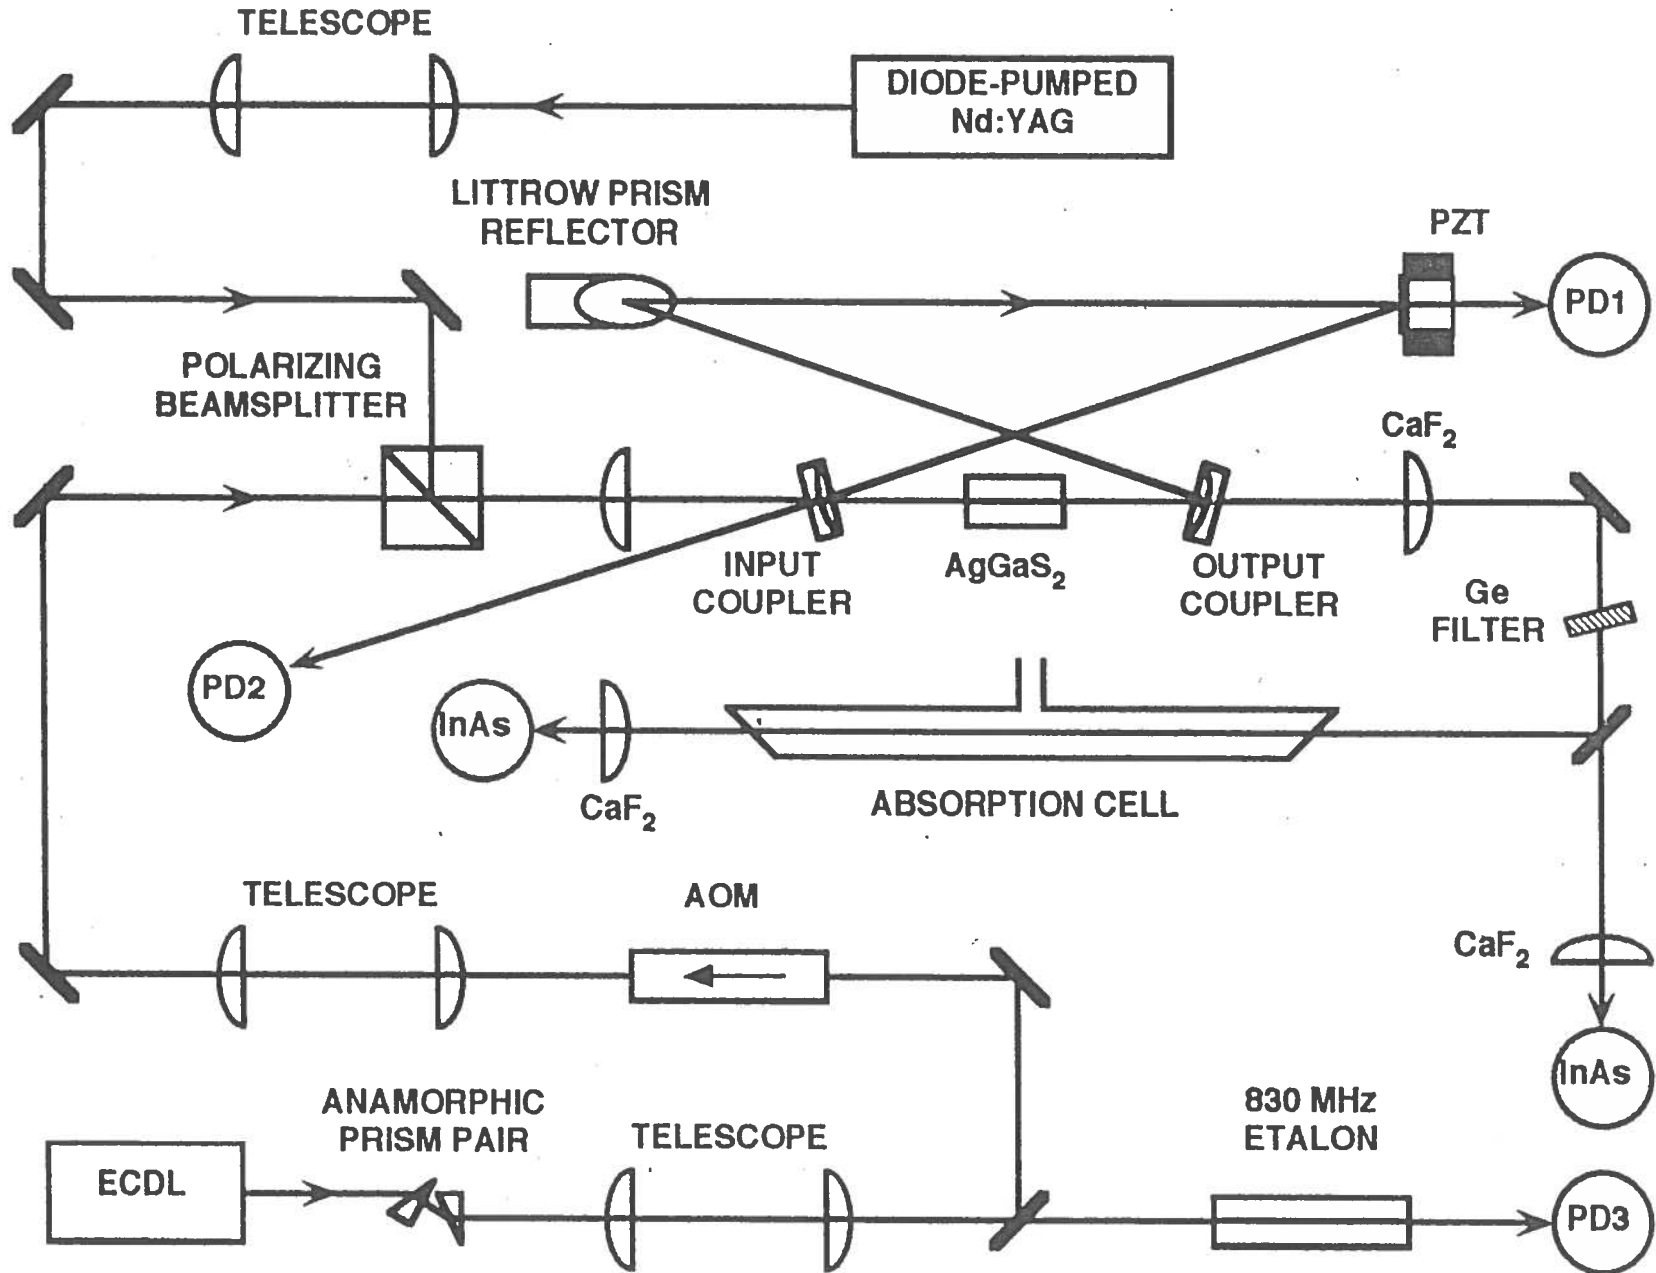 TELESCOPE
DIODE-PUMPED
Nd:YAG
LITTROW PRISM
REFLECTOR
PZT
PD1
POLARIZING
BEAMSPLITTER
CaF2
INPUT
COUPLER
AgGaS2
OUTPUT
COUPLER
Ge
FILTER
PD2
InAs
CaF2
ABSORPTION CELL
TELESCOPE
AOM
CaF2
InAs
ANAMORPHIC
PRISM PAIR
TELESCOPE
830 MHz
ETALON
ECDL
PD3